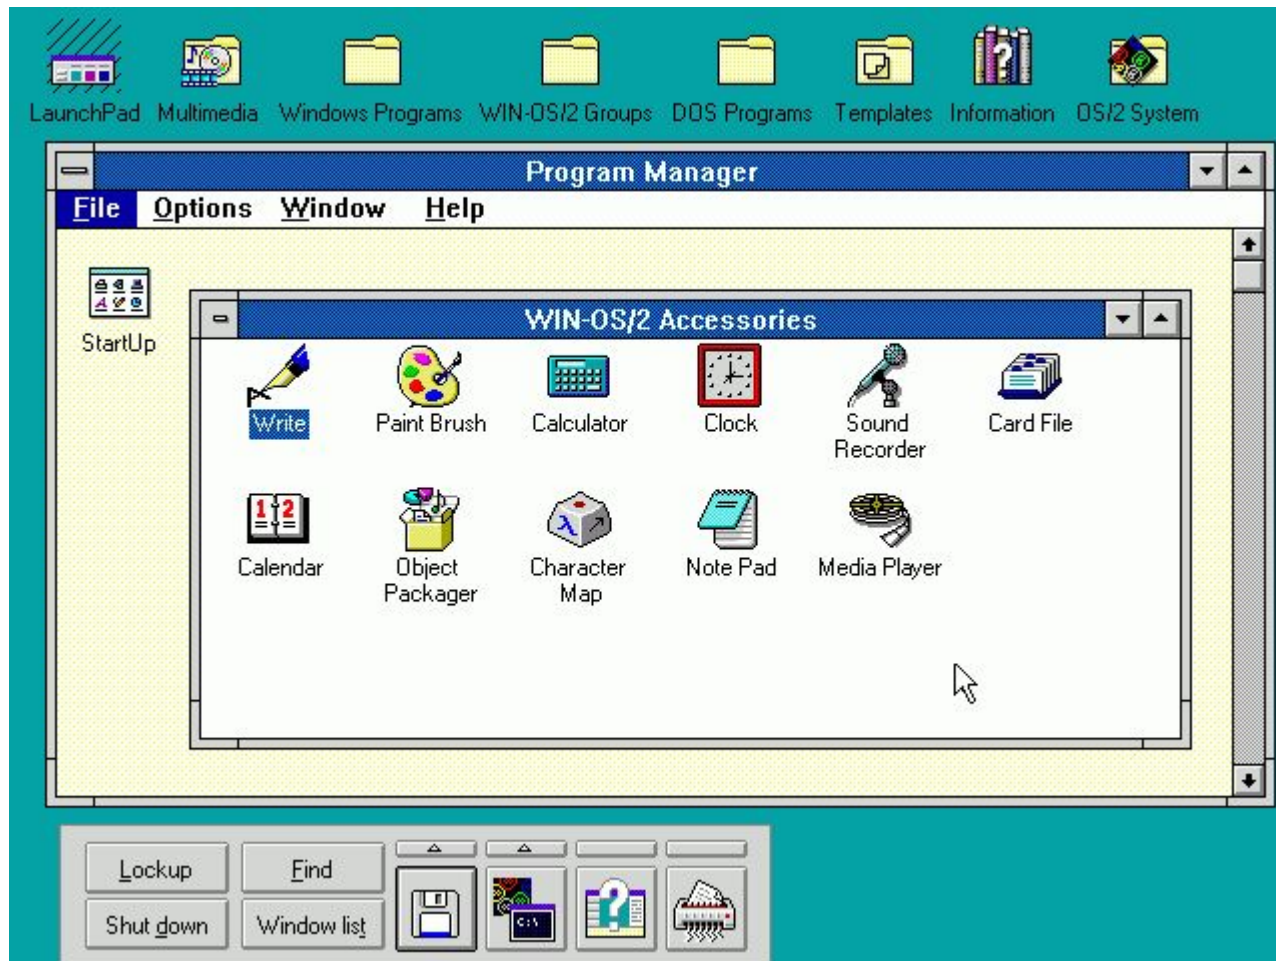 LaunchPad Multimedia Windows Programs WIN-OS/2 Groups DOS Programs Templates Information OS/2 System
Program Manager
File Options Window Help
StartUp
WIN-OS/2 Accessories
Write Paint Brush Calculator Clock Sound Recorder Card File
1 2
λ
Calendar Object Packager Character Map Note Pad Media Player
Lockup Find
C:\
Shut down Window list